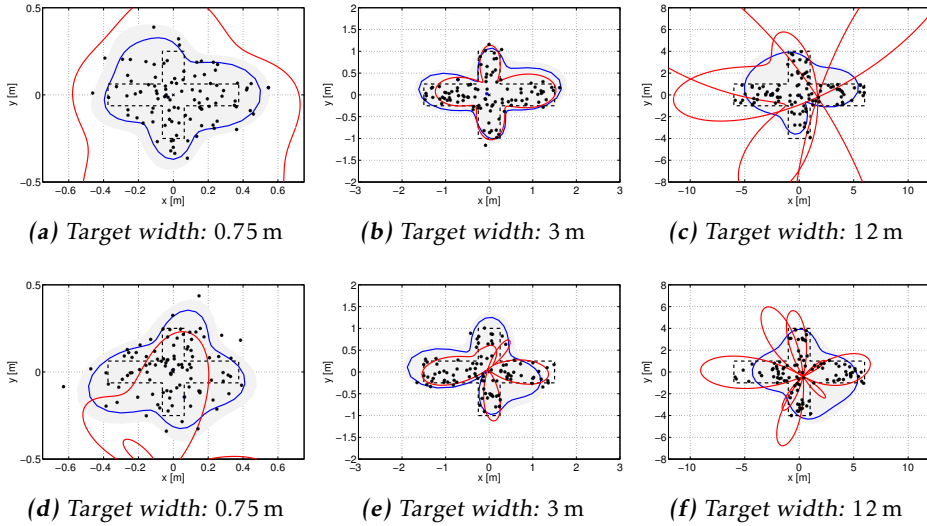 0.5
0
−0.5
y [m]
−0.6 −0.4 −0.2 0 0.2 0.4 0.6
x [m]
(a) Target width: 0.75 m
2
1.5
1
0.5
0
−0.5
−1
−1.5
−2
y [m]
−3 −2 −1 0 1 2 3
x [m]
(b) Target width: 3 m
8
6
4
2
0
−2
−4
−6
−8
y [m]
−10 −5 0 5 10
x [m]
(c) Target width: 12 m
0.5
0
−0.5
y [m]
−0.6 −0.4 −0.2 0 0.2 0.4 0.6
x [m]
(d) Target width: 0.75 m
2
1.5
1
0.5
0
−0.5
−1
−1.5
−2
y [m]
−3 −2 −1 0 1 2 3
x [m]
(e) Target width: 3 m
8
6
4
2
0
−2
−4
−6
−8
y [m]
−10 −5 0 5 10
x [m]
(f) Target width: 12 m